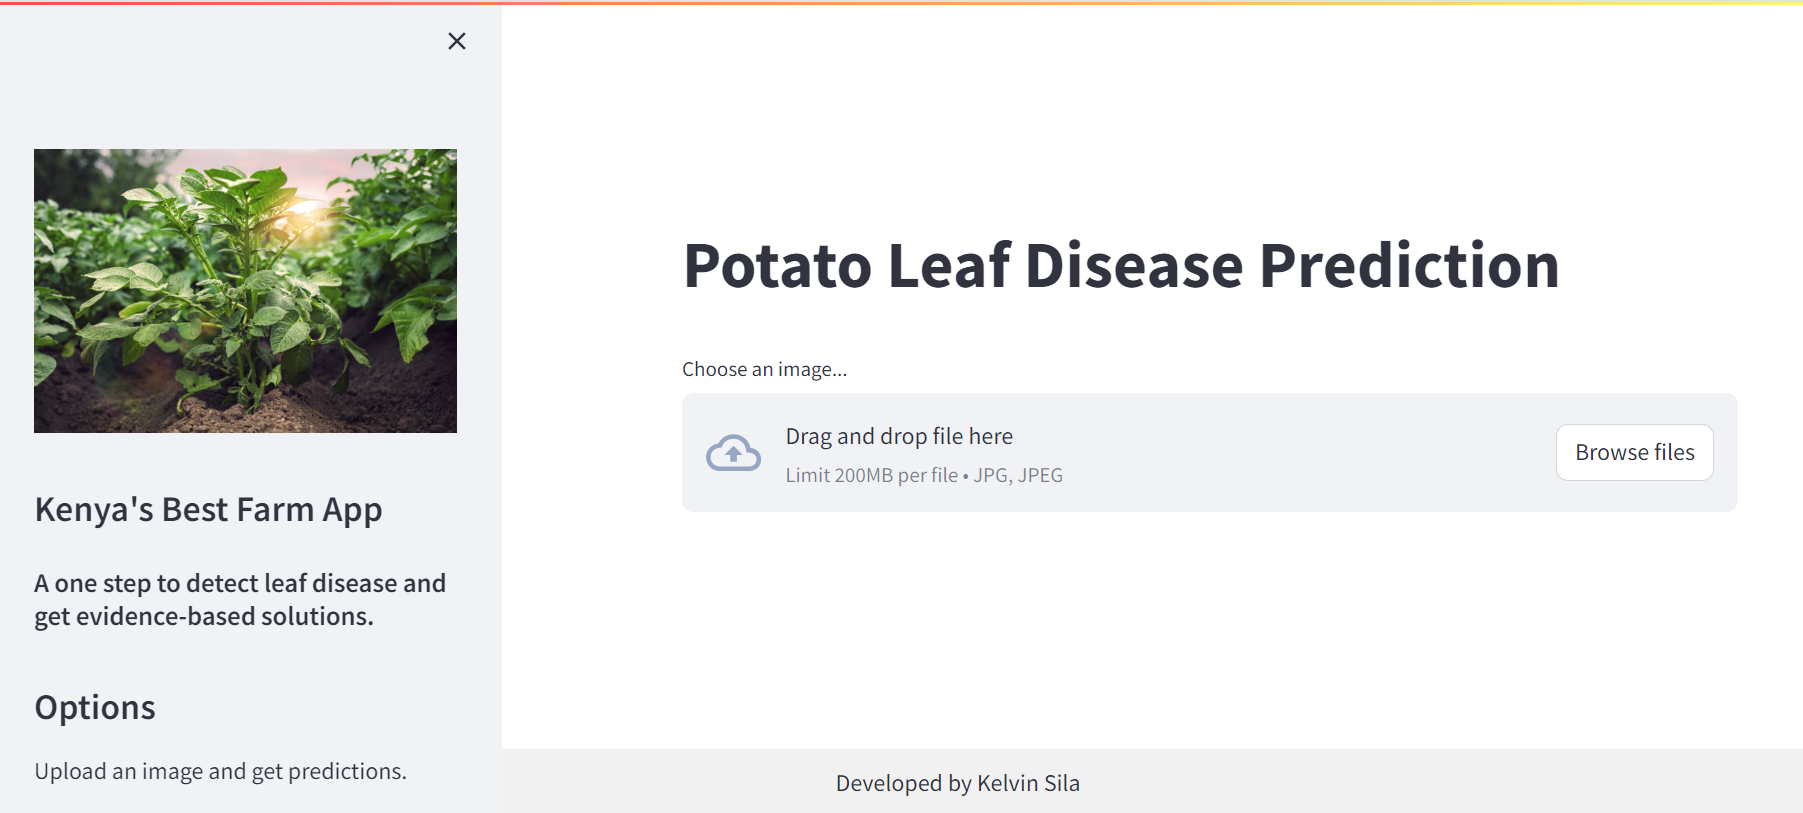 Kenya's Best Farm App
A one step to detect leaf disease and
get evidence-based solutions.
Options
Upload an image and get predictions.
Potato Leaf Disease Prediction
Choose an image...
Drag and drop file here
Limit 200MB per file • JPG, JPEG
Browse files
Developed by Kelvin Sila